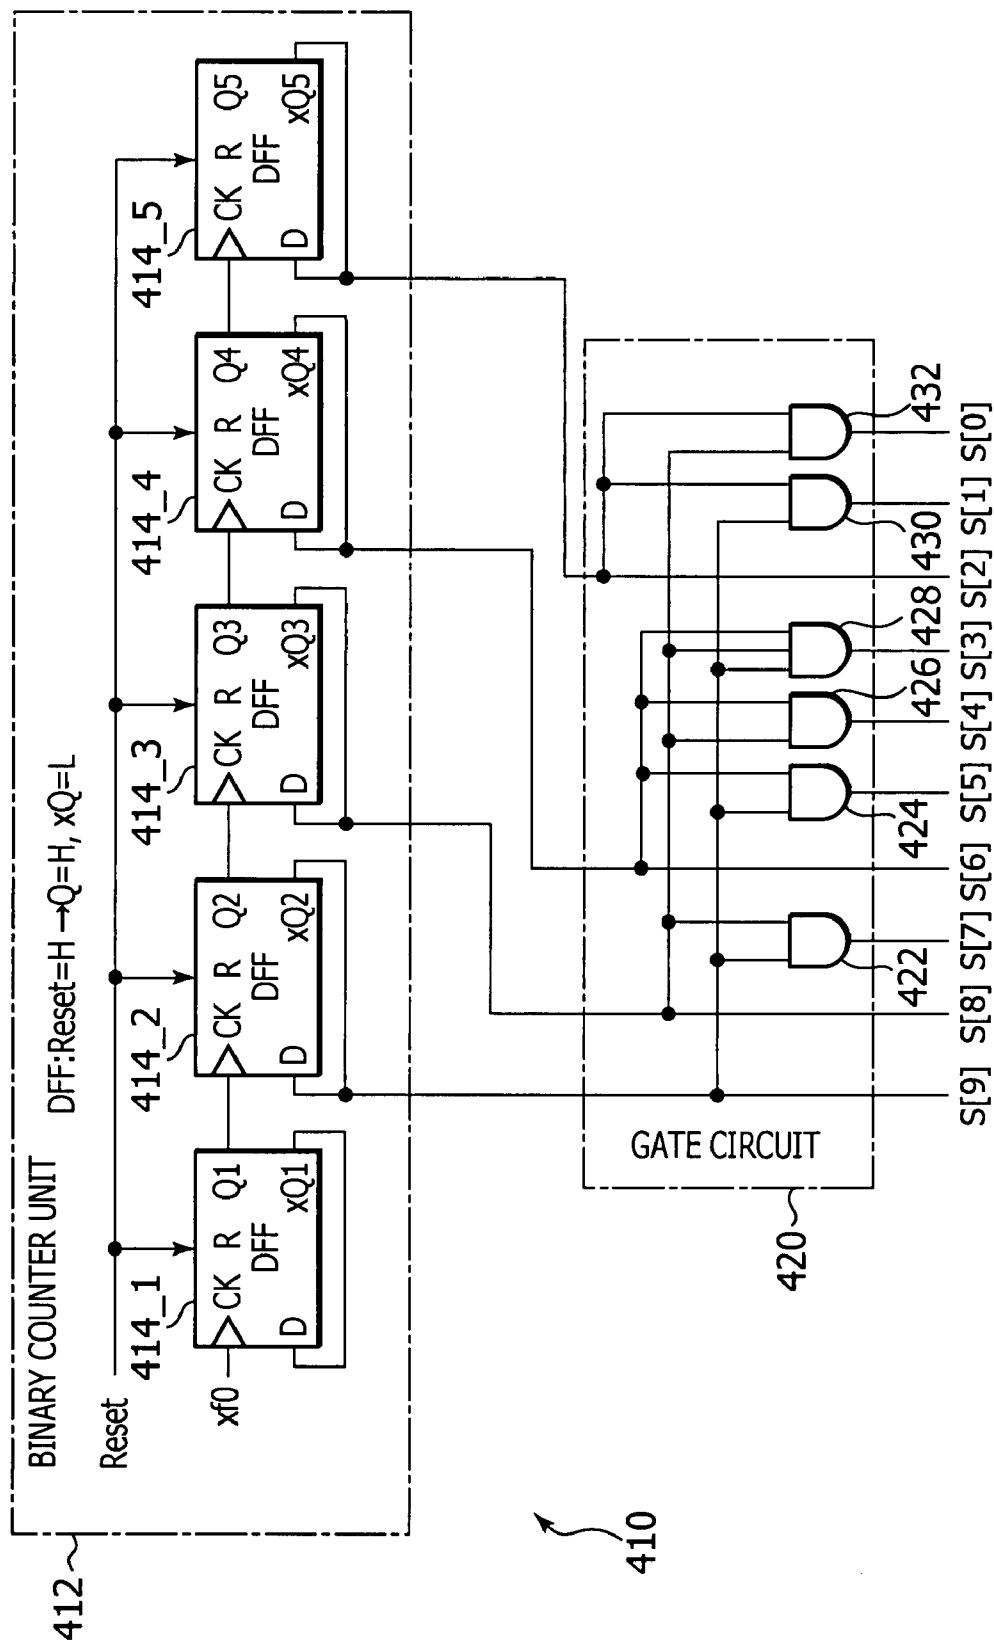 BINARY COUNTER UNIT
DFF:Reset=H →Q=H, xQ=L
412
Reset
414_1
414_2
414_3
414_4
414_5
xf0
CK R Q1
DFF
D xQ1
CK R Q2
DFF
D xQ2
CK R Q3
DFF
D xQ3
CK R Q4
DFF
D xQ4
CK R Q5
DFF
D xQ5
410
GATE CIRCUIT
420
422
424
426
428
430
432
S[9] S[8] S[7] S[6] S[5] S[4] S[3] S[2] S[1] S[0]